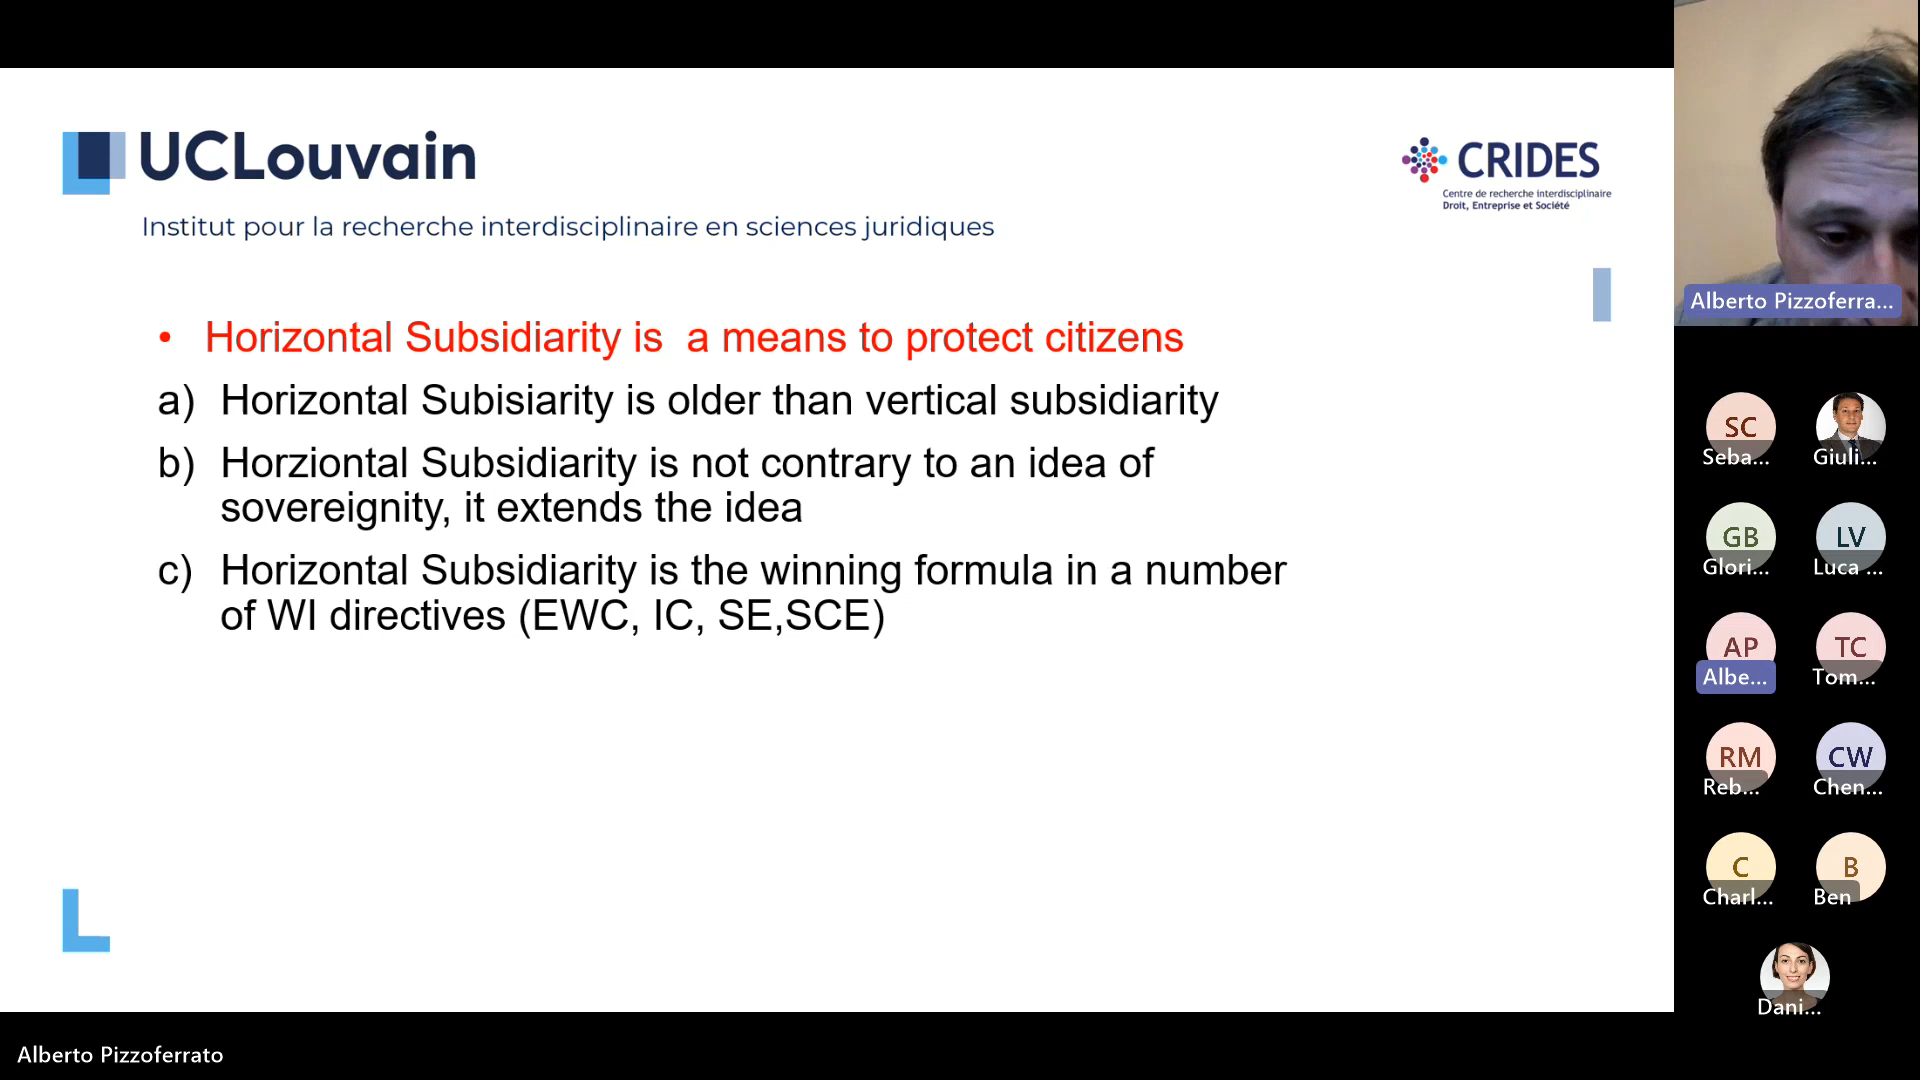 UCLouvain
Institut pour la recherche interdisciplinaire en sciences juridiques
CRIDES
Centre de recherche interdisciplinaire
Droit, Entreprise et Société
• Horizontal Subsidiarity is  a means to protect citizens
a) Horizontal Subisiarity is older than vertical subsidiarity
b) Horziontal Subsidiarity is not contrary to an idea of
sovereignity, it extends the idea
c) Horizontal Subsidiarity is the winning formula in a number
of WI directives (EWC, IC, SE,SCE)
Alberto Pizzoferra...
SC
Seba...
Giuli...
GB
Glori...
LV
Luca ...
AP
Albe...
TC
Tom...
RM
Reb...
CW
Chen...
C
Charl...
B
Ben
Dani...
Alberto Pizzoferrato